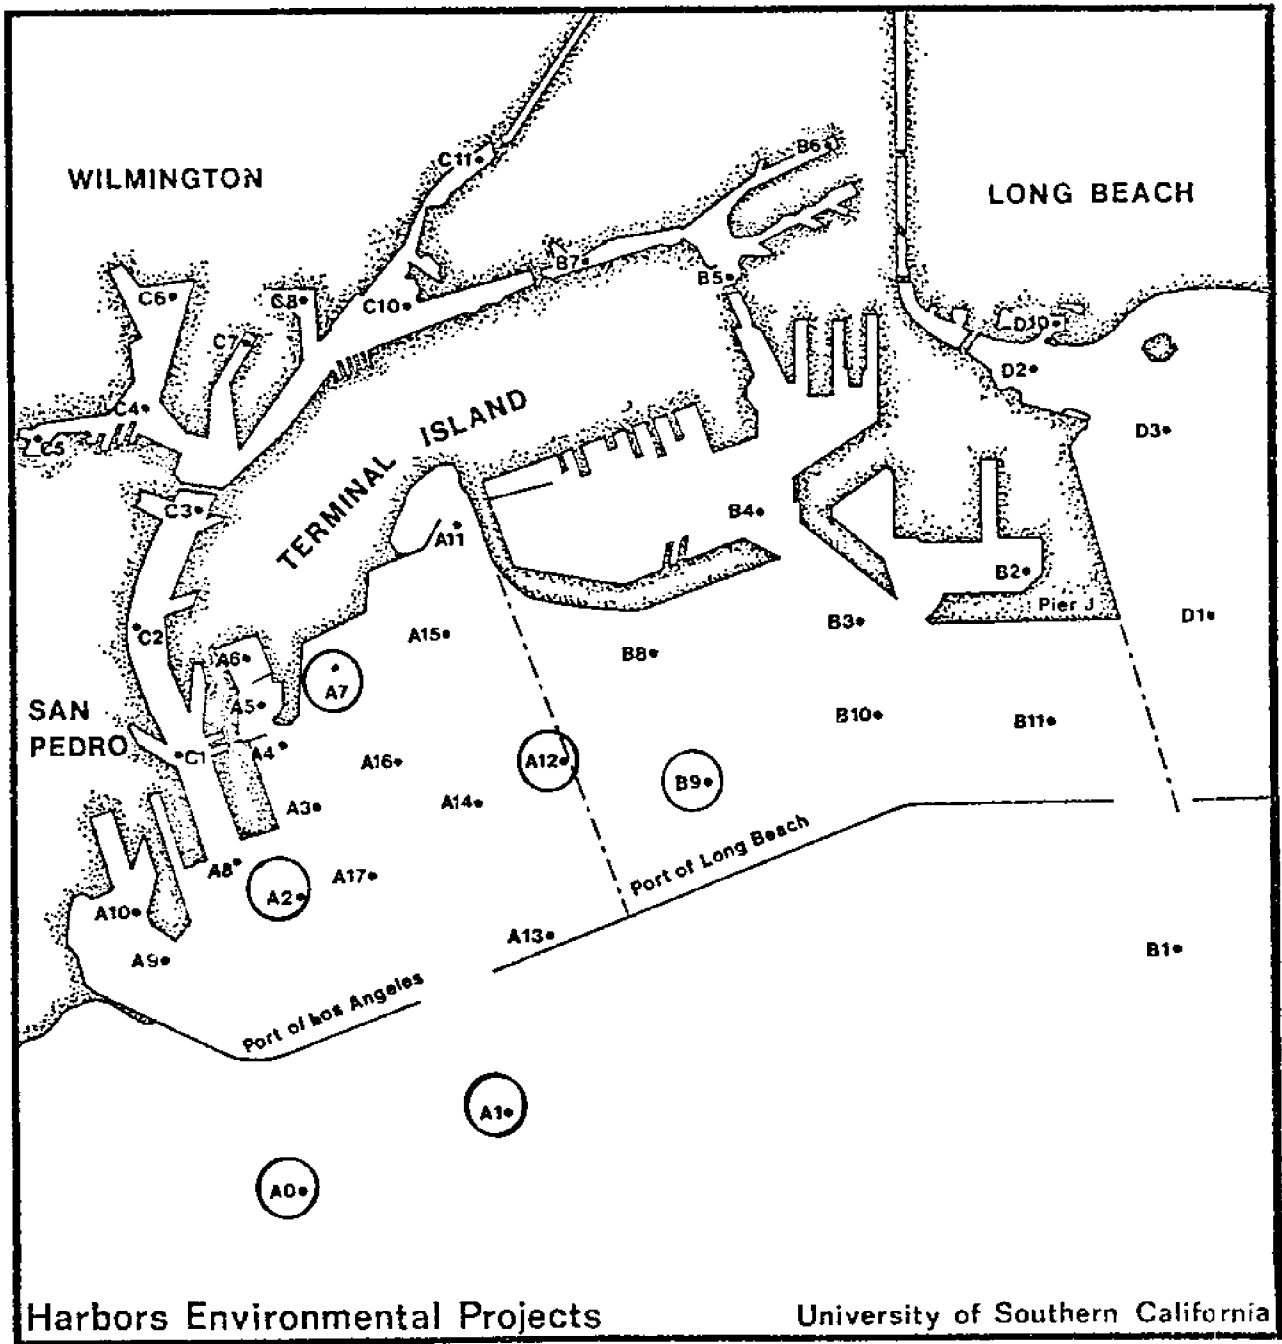 B6
C11
WILMINGTON
LONG BEACH
B7
B5
C6
C8
C10
D10
C7
D2
C4
ISLAND
D3
C5
TERMINAL
C3
B4
A11
B2
Pier J
C2
A15
B3
D1
A6
B8
A7
SAN
PEDRO
A5
B10
B11
C1
A4
A16
A12
B9
A3
A14
Port of Long Beach
A8
A2
A17
A10
A13
A9
B1
Port of Los Angeles
A1
A0
Harbors Environmental Projects
University of Southern California